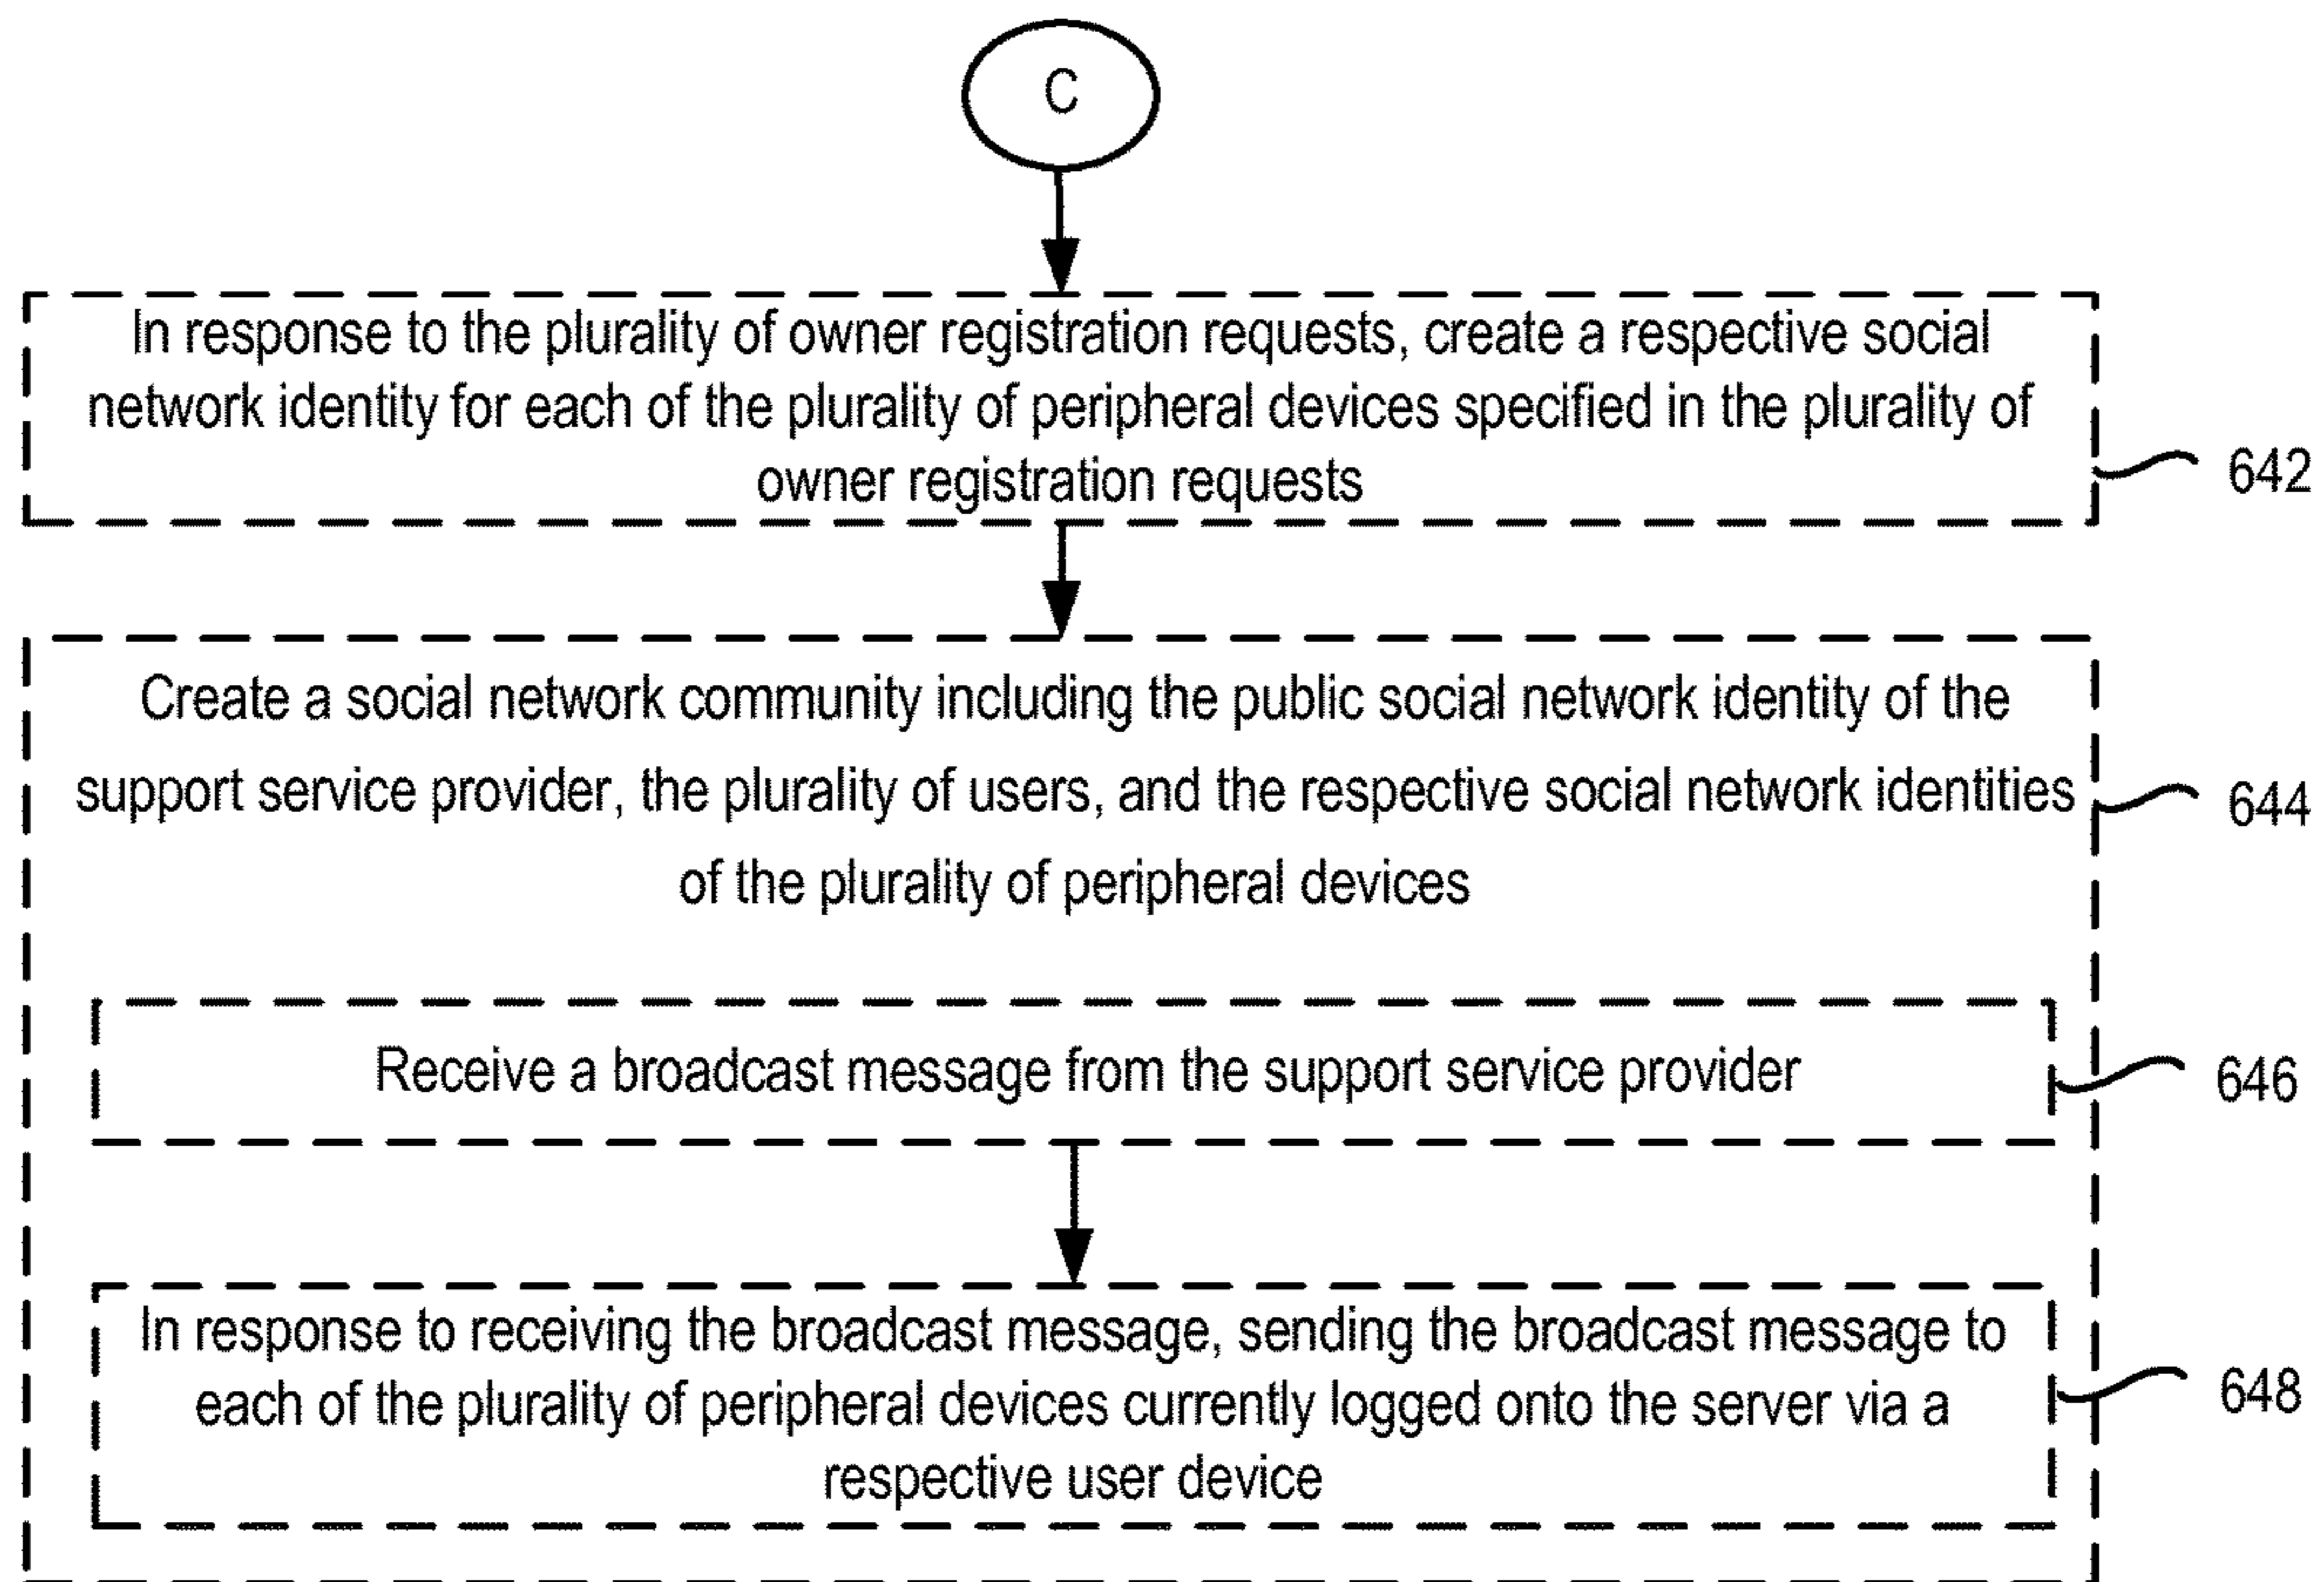 C
In response to the plurality of owner registration requests, create a respective social
network identity for each of the plurality of peripheral devices specified in the plurality of
owner registration requests
642
Create a social network community including the public social network identity of the
support service provider, the plurality of users, and the respective social network identities
644
of the plurality of peripheral devices
Receive a broadcast message from the support service provider
646
In response to receiving the broadcast message, sending the broadcast message to
each of the plurality of peripheral devices currently logged onto the server via a
648
respective user device